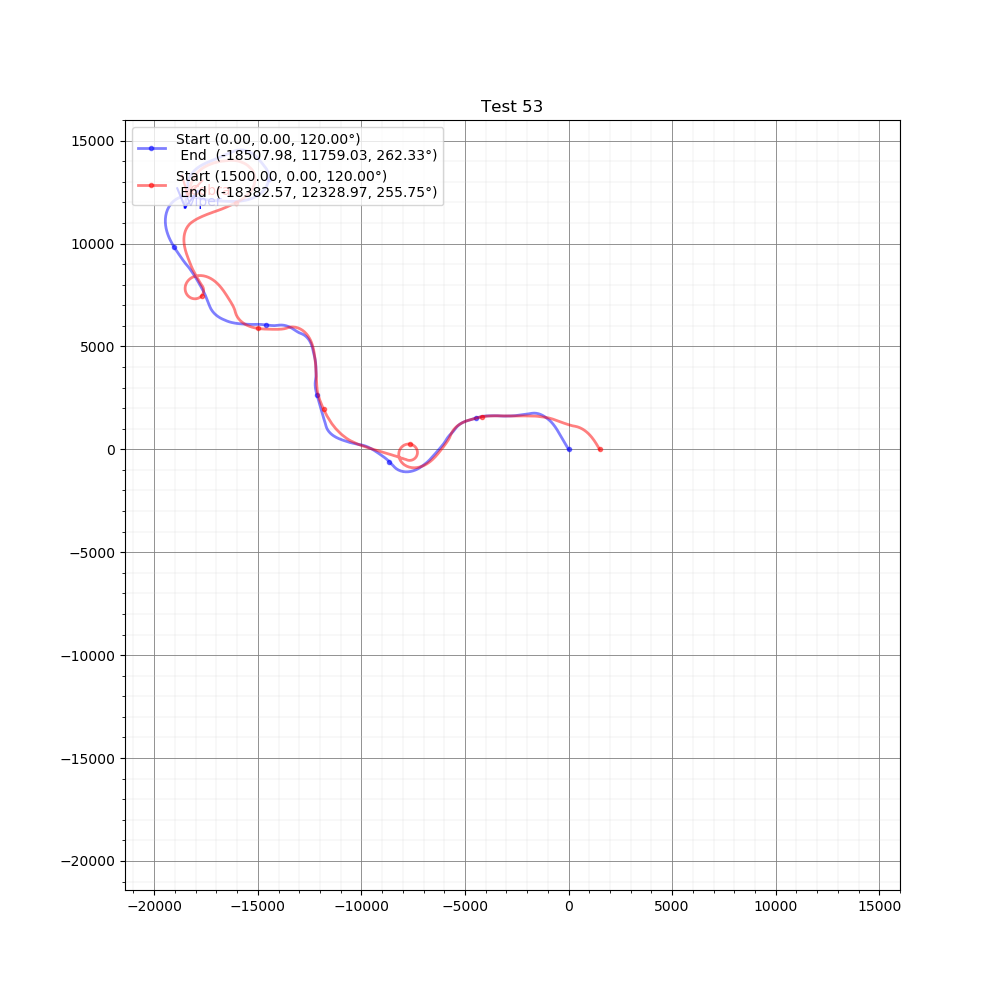 Test 53
Start (0.00, 0.00, 120.00°)
End (-18507.98, 11759.03, 262.33°)
Start (1500.00, 0.00, 120.00°)
End (-18382.57, 12328.97, 255.75°)
15000
10000
5000
0
−5000
−10000
−15000
−20000
−20000 −15000 −10000 −5000 0 5000 10000 15000